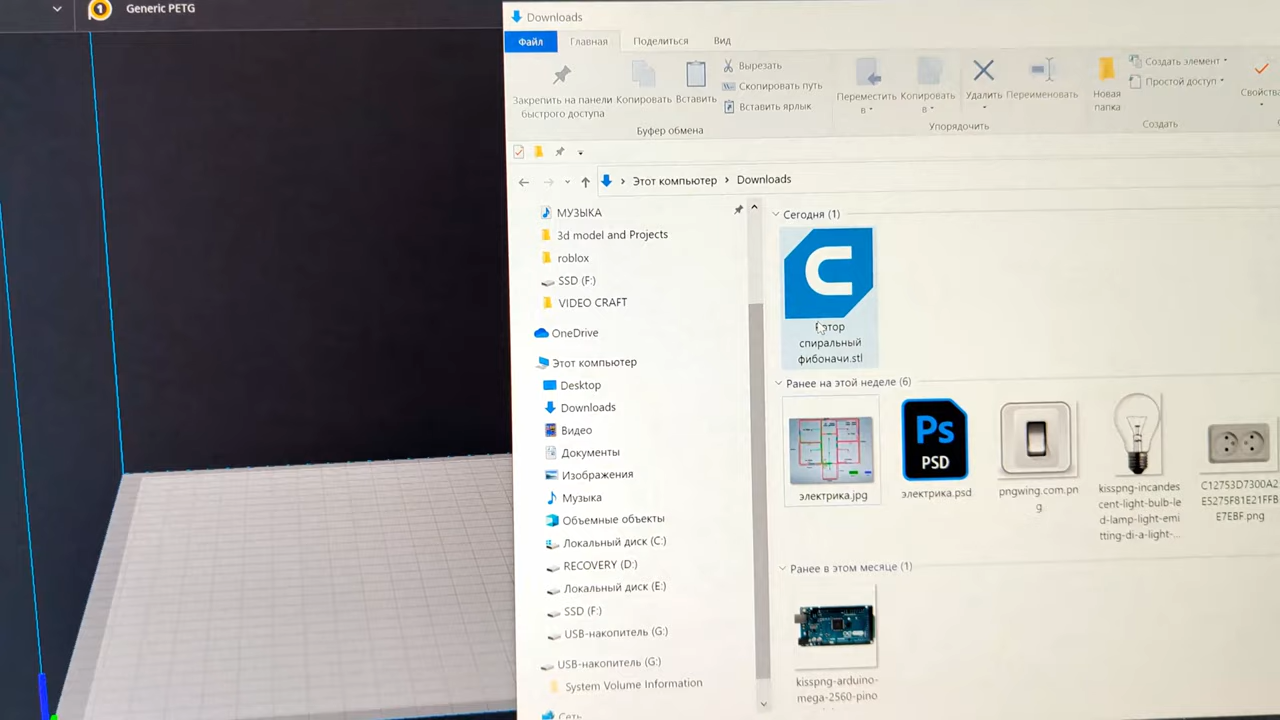 1
Generic PETG
Downloads
Файл
Главная
Поделиться
Вид
Закрепить на панели
быстрого доступа
Копировать
Вставить
Вырезать
Скопировать путь
Вставить ярлык
Буфер обмена
Переместить
в
Копировать
в
Удалить
Переименовать
Упорядочить
Новая
папка
Создать элемент
Простой доступ
Создать
Этот компьютер
Downloads
МУЗЫКА
3d model and Projects
roblox
SSD (F:)
VIDEO CRAFT
OneDrive
Этот компьютер
Desktop
Downloads
Видео
Документы
Изображения
Музыка
Объемные объекты
Локальный диск (C:)
RECOVERY (D:)
Локальный диск (E:)
SSD (F:)
USB-накопитель (G:)
USB-накопитель (G:)
System Volume Information
Сегодня (1)
спиральный
фибоначи.stl
Ранее на этой неделе (6)
электрика.jpg
Ps
PSD
электрика.psd
pngwing.com.pn
g
kisspng-incandes
cent-light-bulb-le
d-lamp-light-emi
tting-di-a-light-...
C12753D7300A2
E5275F81E21FFB
E7EBF.png
Ранее в этом месяце (1)
kisspng-arduino-
mega-2560-pino